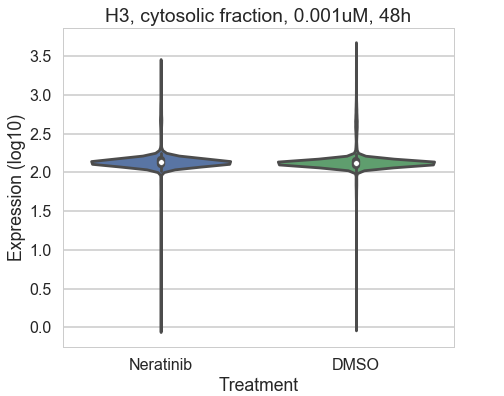 H3, cytosolic fraction, 0.001uM, 48h
Expression (log10)
3.5
3.0
2.5
2.0
1.5
1.0
0.5
0.0
Neratinib DMSO
Treatment